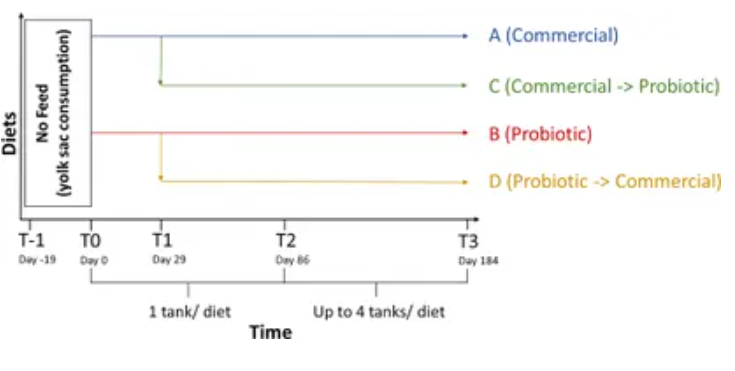 Diets
No Feed
(yolk sac consumption)
A (Commercial)
C (Commercial -> Probiotic)
B (Probiotic)
D (Probiotic -> Commercial)
T-1 T0 T1 T2 T3
Day -19 Day 0 Day 29 Day 86 Day 184
1 tank/ diet Up to 4 tanks/ diet
Time